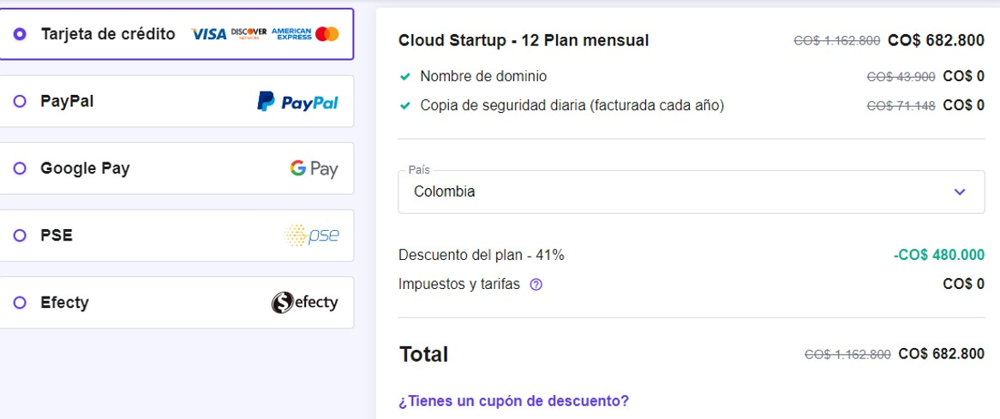 Tarjeta de crédito VISA DISCOVER NETWORK AMERICAN EXPRESS
PayPal PayPal
Google Pay G Pay
PSE pse
Efecty $ efecty
Cloud Startup - 12 Plan mensual CO$ 1.162.800 CO$ 682.800
Nombre de dominio CO$ 43.900 CO$ 0
Copia de seguridad diaria (facturada cada año) CO$ 71.148 CO$ 0
País
Colombia
Descuento del plan - 41% -CO$ 480.000
Impuestos y tarifas ? CO$ 0
Total CO$ 1.162.800 CO$ 682.800
¿Tienes un cupón de descuento?